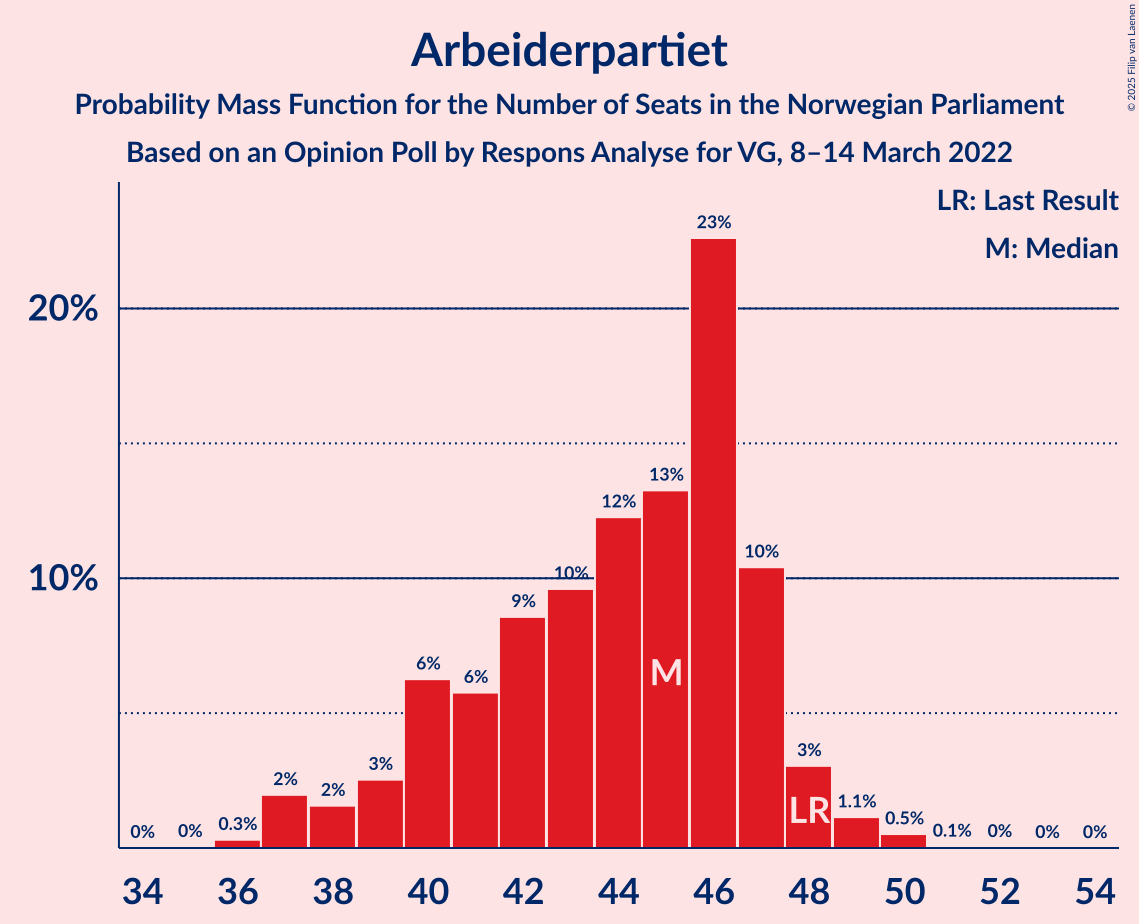 Arbeiderpartiet
Probability Mass Function for the Number of Seats in the Norwegian Parliament
Based on an Opinion Poll by Respons Analyse for VG, 8–14 March 2022
© 2025 Filip van Laenen
LR: Last Result
M: Median
20%
10%
0% 0% 0.3% 2% 2% 3% 6% 6% 9% 10% 12% 13% 23% 10% 3% 1.1% 0.5% 0.1% 0% 0% 0%
M
LR
34 36 38 40 42 44 46 48 50 52 54